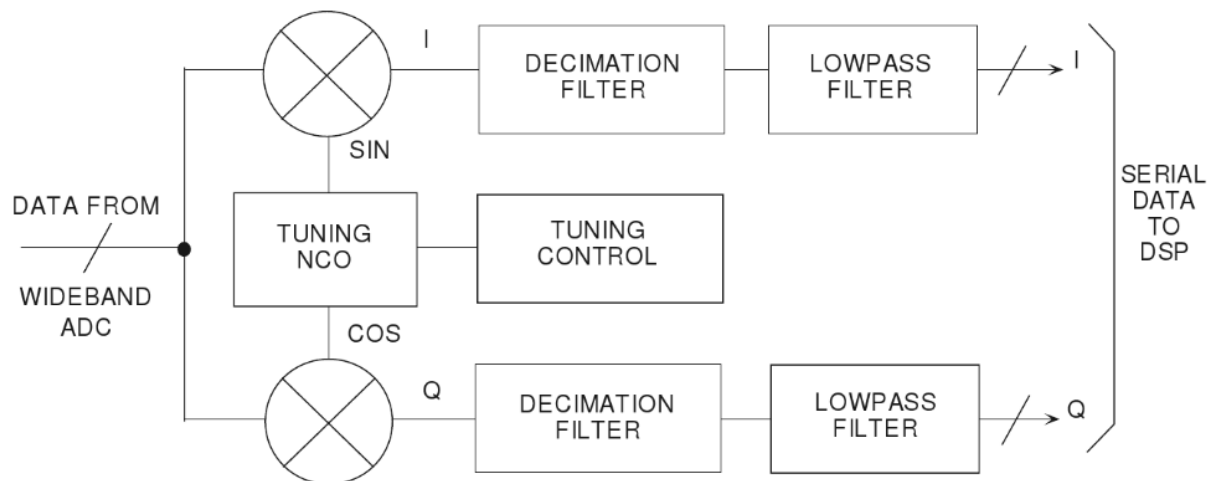 I
DECIMATION
FILTER
LOWPASS
FILTER
I
SIN
DATA FROM
WIDEBAND
ADC
TUNING
NCO
TUNING
CONTROL
SERIAL
DATA
TO
DSP
COS
Q
DECIMATION
FILTER
LOWPASS
FILTER
Q